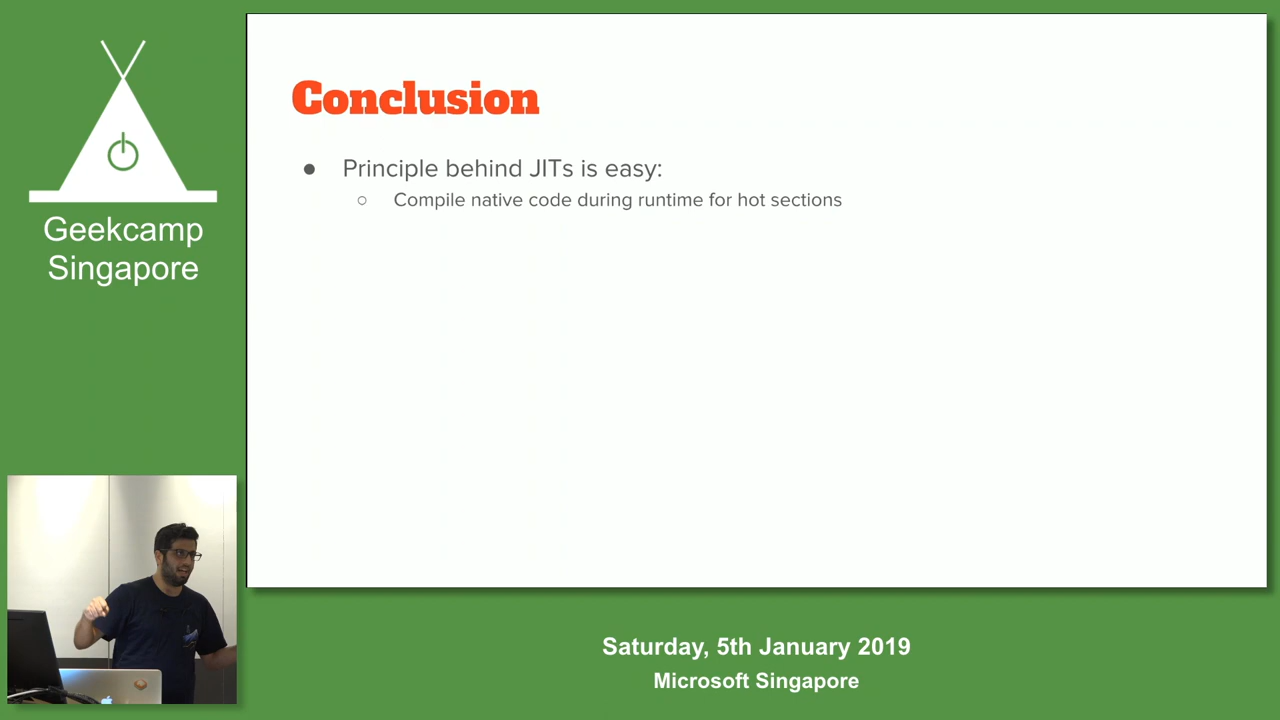 Geekcamp
Singapore
Conclusion
● Principle behind JITs is easy:
○ Compile native code during runtime for hot sections
Saturday, 5th January 2019
Microsoft Singapore